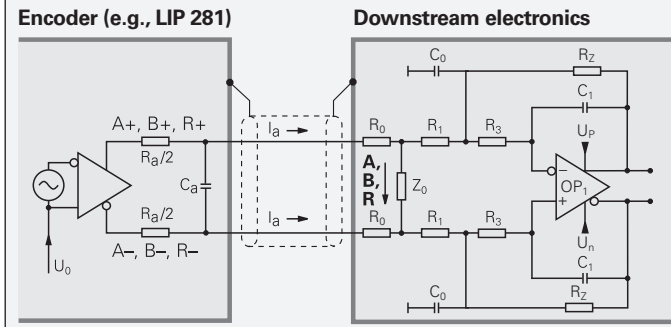 Encoder (e.g., LIP 281)
Downstream electronics
C0
RZ
C1
A+, B+, R+
Ia
R0
R1
R3
UP
Ra/2
A,
B,
R
Ca
Z0
−
OP1
+
Ra/2
Ia
R0
R1
R3
A−, B−, R−
Un
U0
C1
C0
RZ